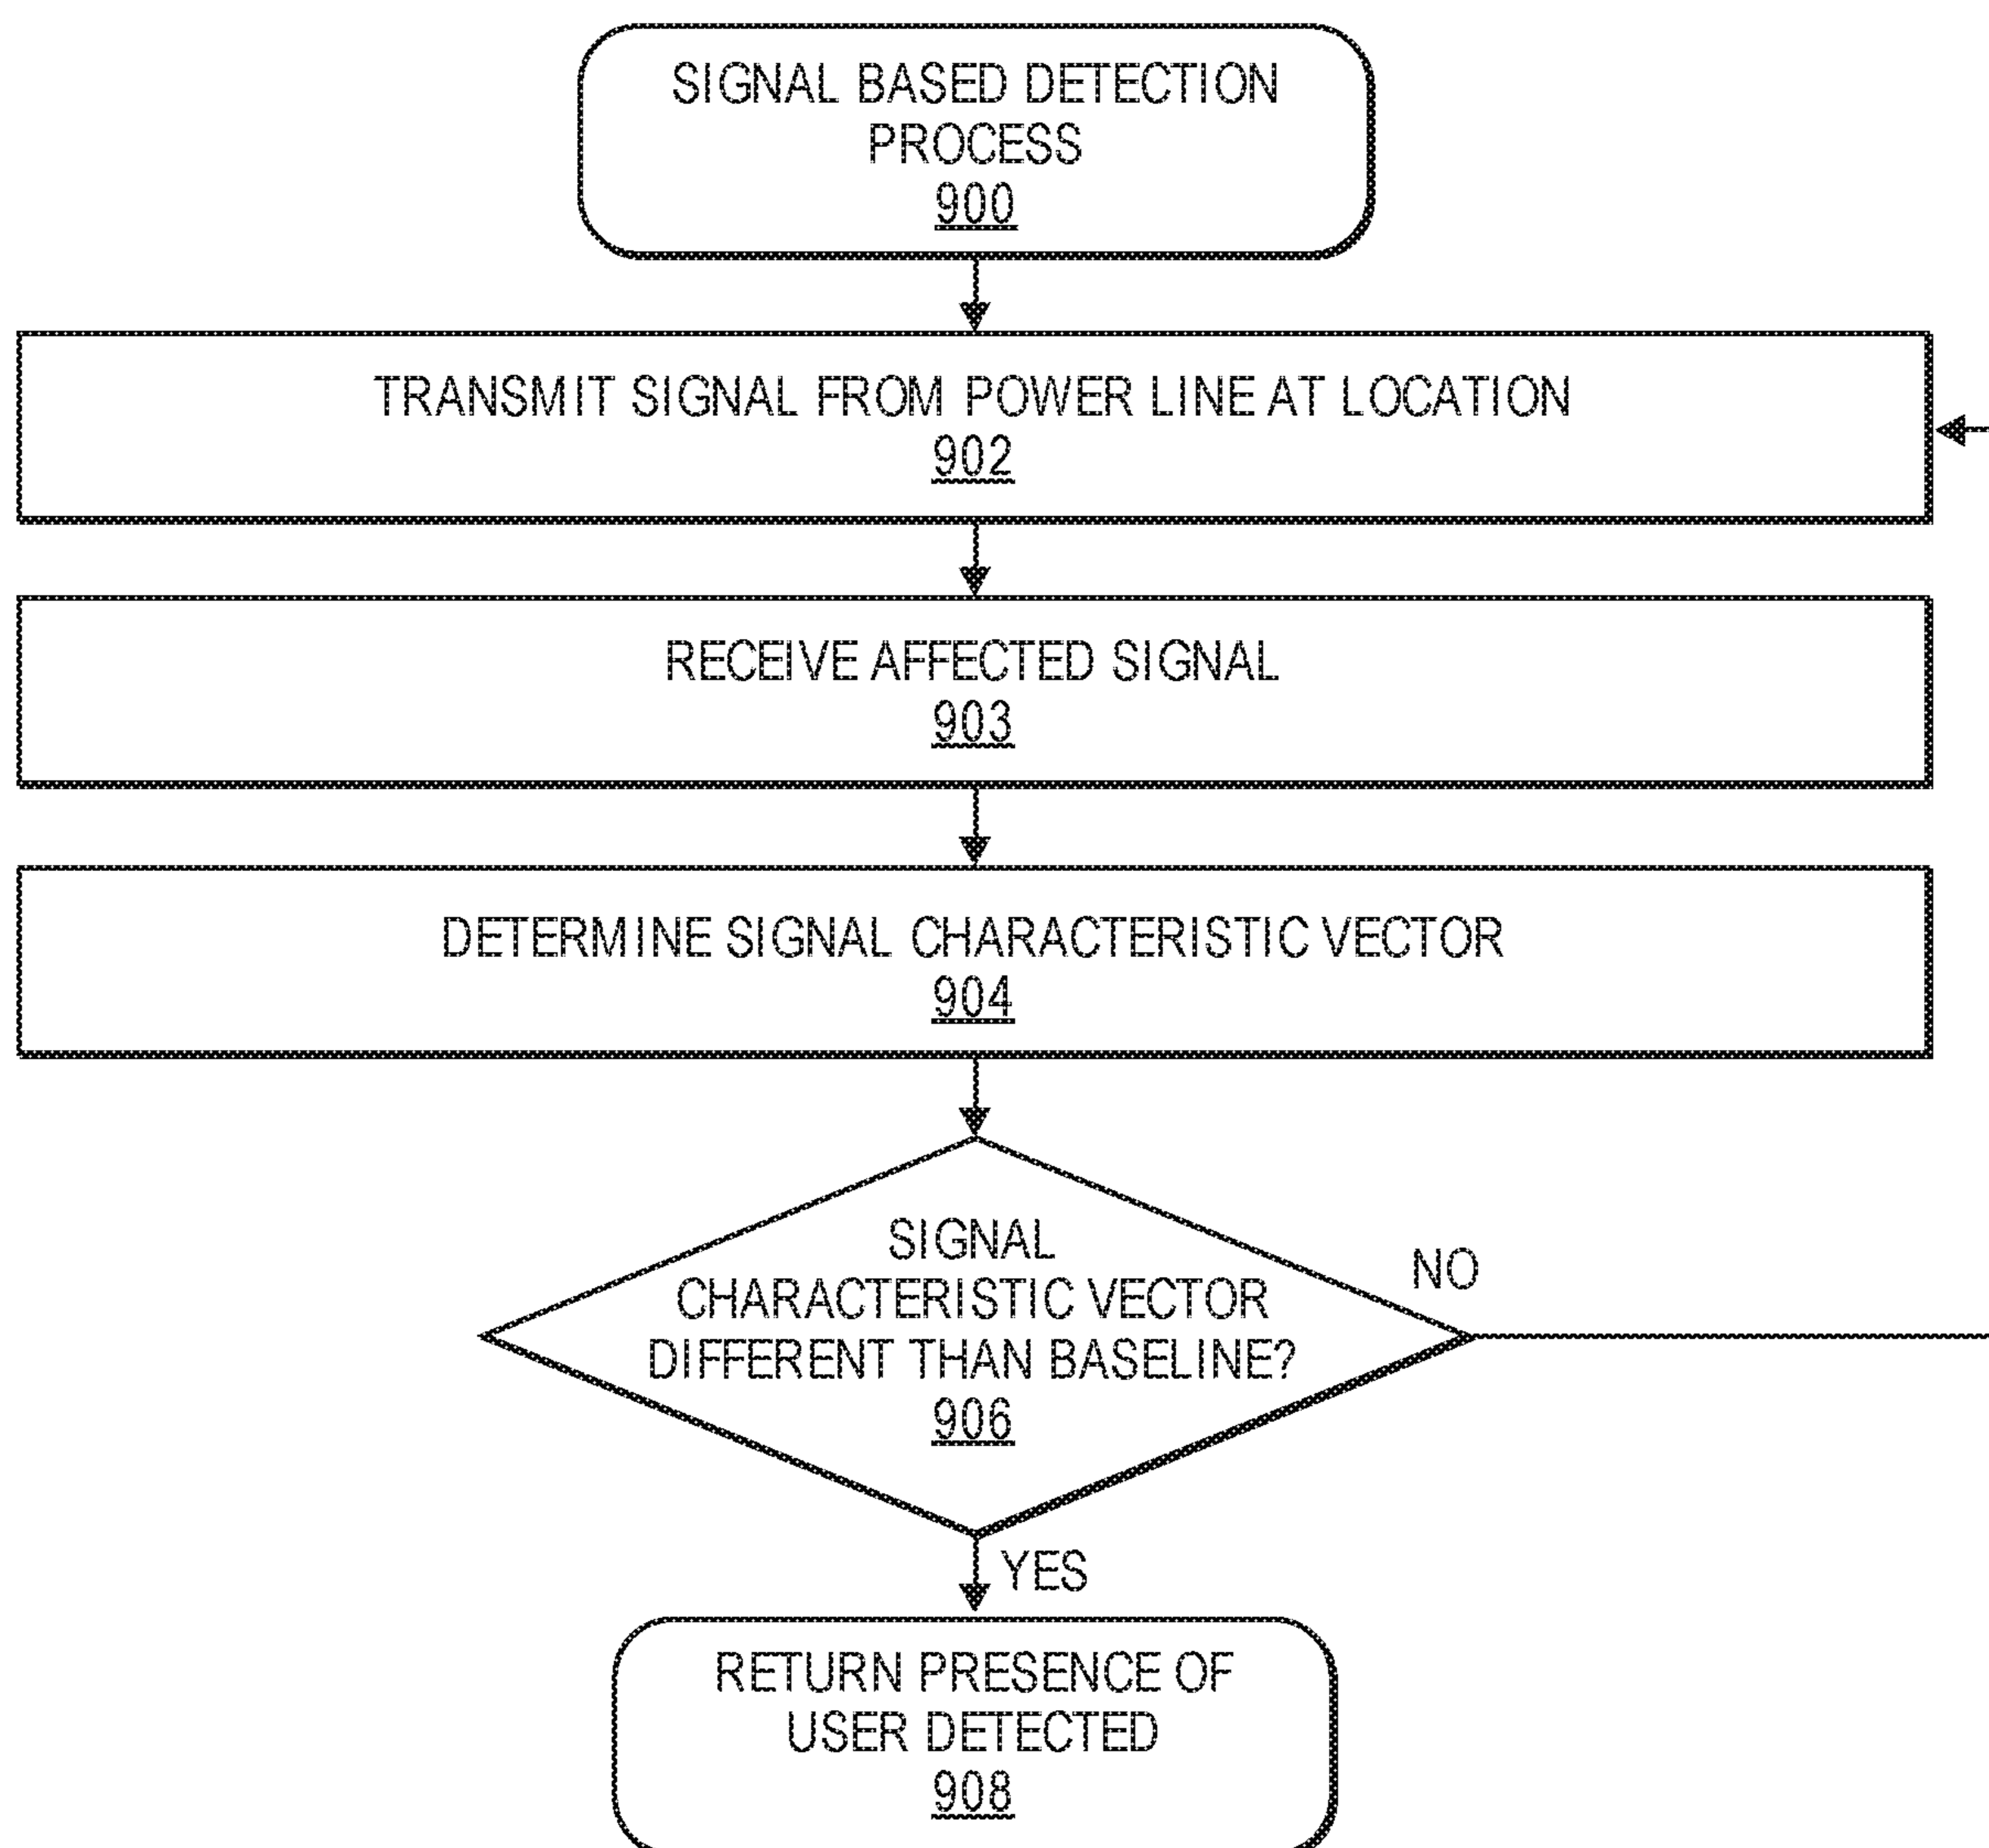 SIGNAL BASED DETECTION
PROCESS
900
TRANSMIT SIGNAL FROM POWER LINE AT LOCATION
902
RECEIVE AFFECTED SIGNAL
903
DETERMINE SIGNAL CHARACTERISTIC VECTOR
904
SIGNAL
CHARACTERISTIC VECTOR
DIFFERENT THAN BASELINE?
906
NO
YES
RETURN PRESENCE OF
USER DETECTED
908